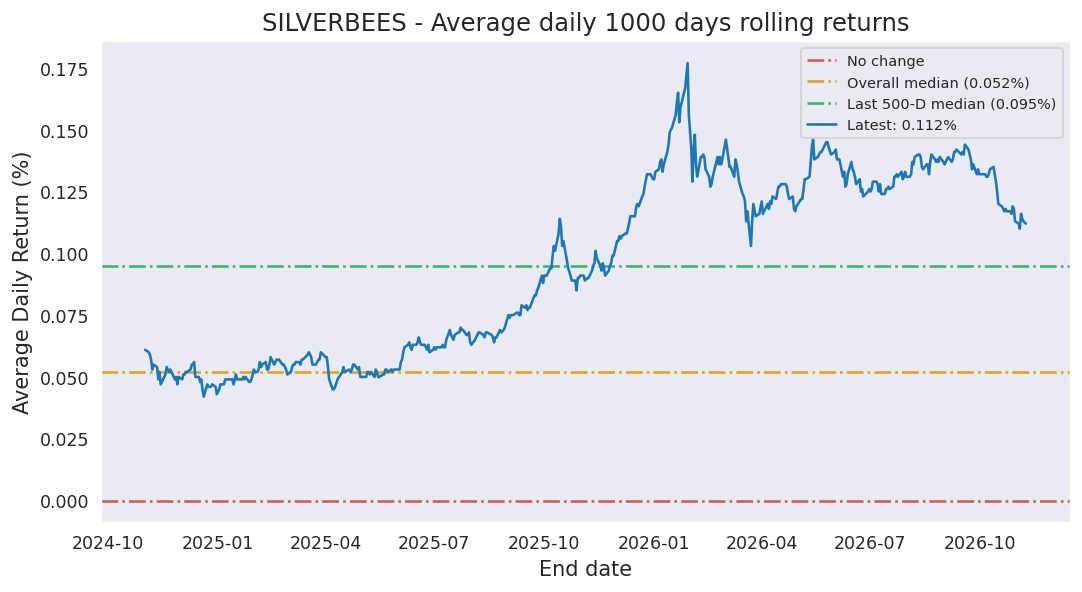 SILVERBEES - Average daily 1000 days rolling returns
No change
Overall median (0.052%)
Last 500-D median (0.095%)
Latest: 0.112%
Average Daily Return (%)
0.175
0.150
0.125
0.100
0.075
0.050
0.025
0.000
2024-10 2025-01 2025-04 2025-07 2025-10 2026-01 2026-04 2026-07 2026-10
End date